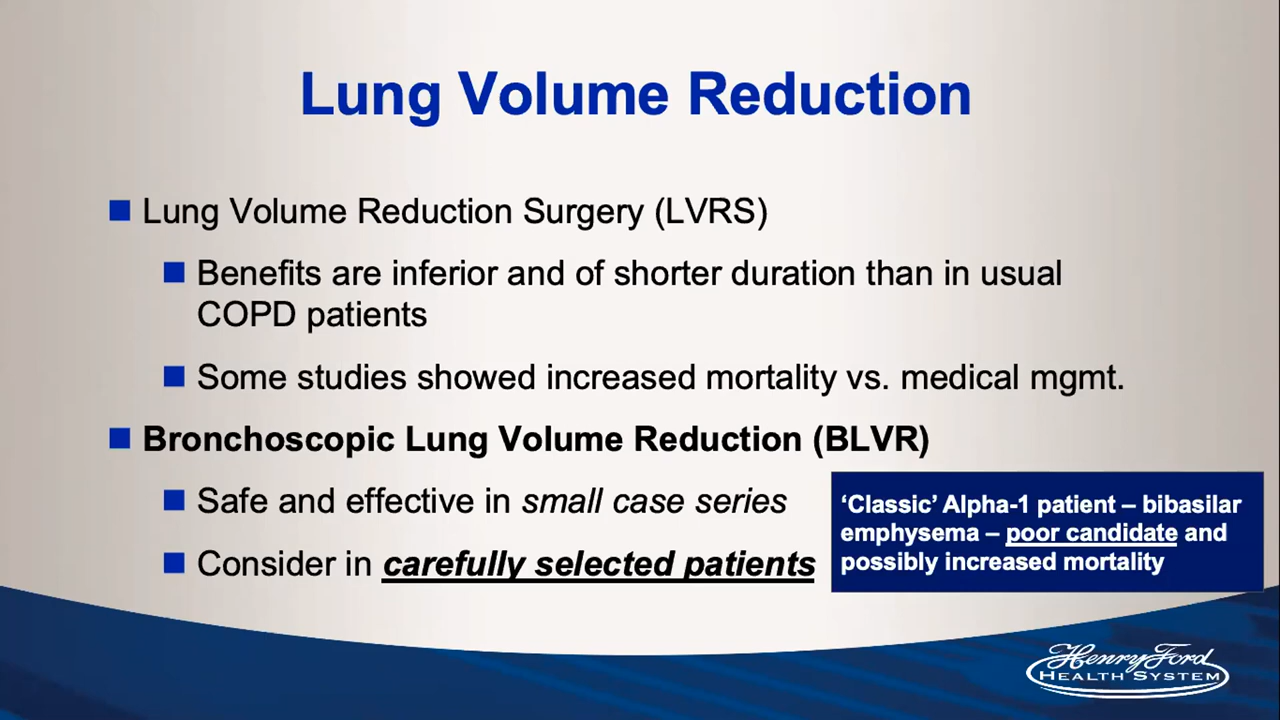 Lung Volume Reduction
Lung Volume Reduction Surgery (LVRS)
Benefits are inferior and of shorter duration than in usual
COPD patients
Some studies showed increased mortality vs. medical mgmt.
Bronchoscopic Lung Volume Reduction (BLVR)
Safe and effective in small case series
Consider in carefully selected patients
‘Classic’ Alpha-1 patient – bibasilar
emphysema – poor candidate and
possibly increased mortality
Henry Ford
HEALTH SYSTEM